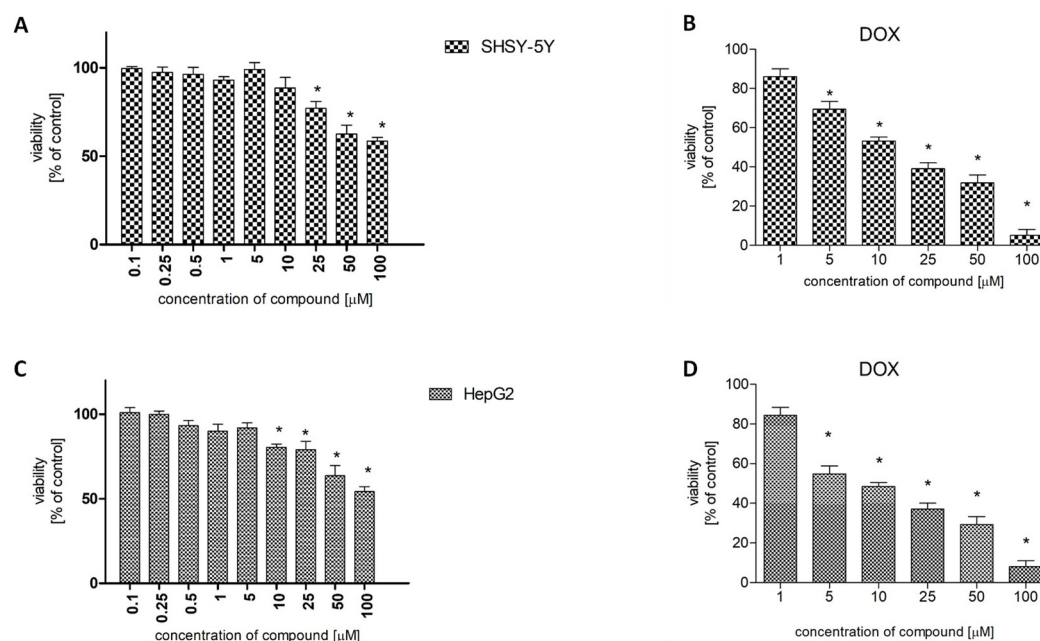 A
SHSY-5Y
100
50
0
viability
[% of control]
* * *
0.1 0.25 0.5 1 5 10 25 50 100
concentration of compound [µM]
B
DOX
100
80
60
40
20
0
viability
[% of control]
* * * * *
1 5 10 25 50 100
concentration of compound [µM]
C
HepG2
100
50
0
viability
[% of control]
* * * *
0.1 0.25 0.5 1 5 10 25 50 100
concentration of compound [µM]
D
DOX
100
80
60
40
20
0
viability
[% of control]
* * * * *
1 5 10 25 50 100
concentration of compound [µM]